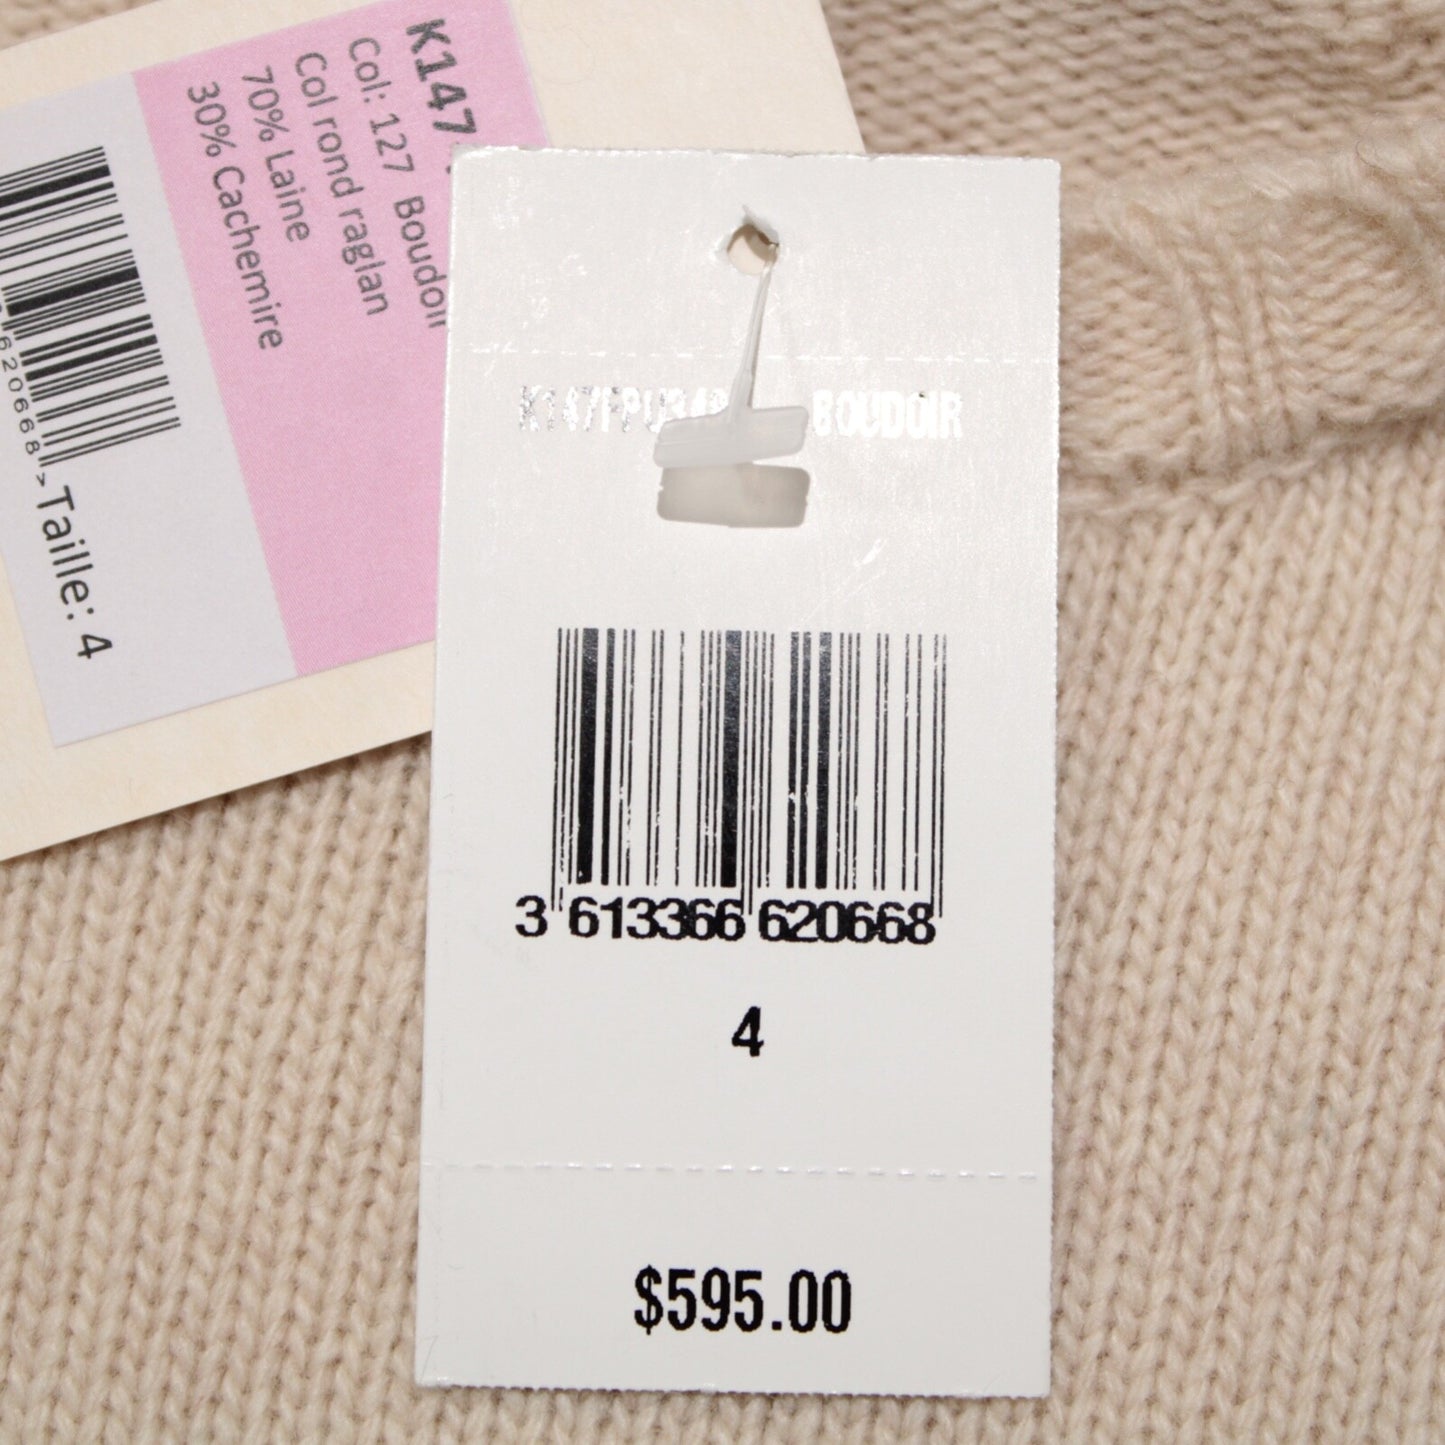 K147
Col: 127 Boudoir
Col rond raglan
70% Laine
30% Cachemire
620668>
Taille: 4
BOUDOIR
3 613366 620668
4
$595.00